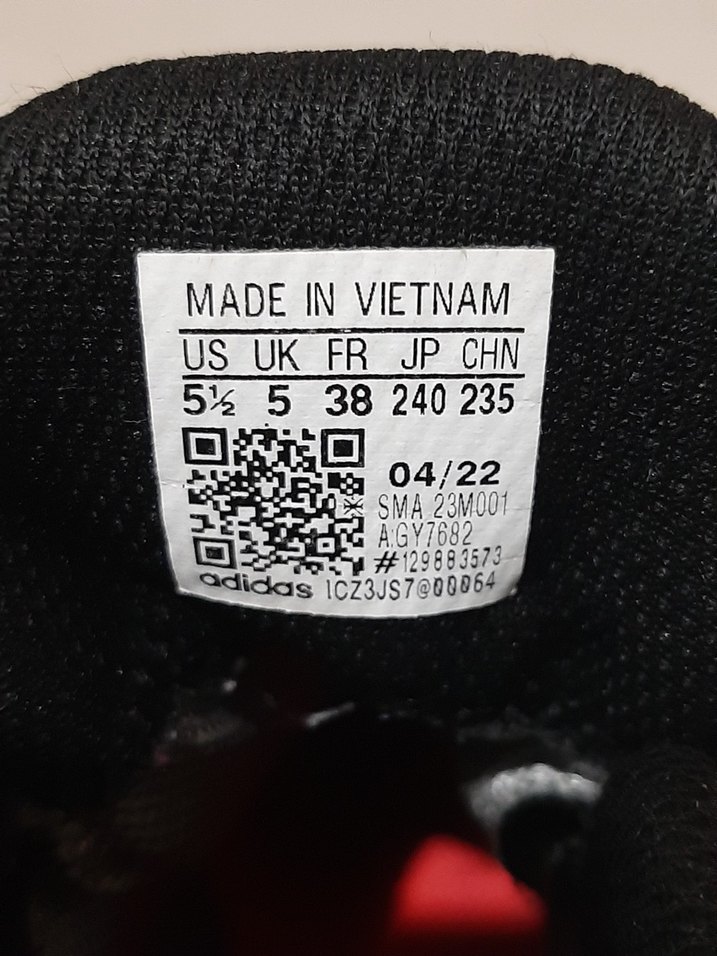 MADE IN VIETNAM
US UK FR JP CHN
5½ 5 38 240 235
04/22
SMA 23M001
A:GY7682
#129883573
adidas 1CZ3JS7@00064